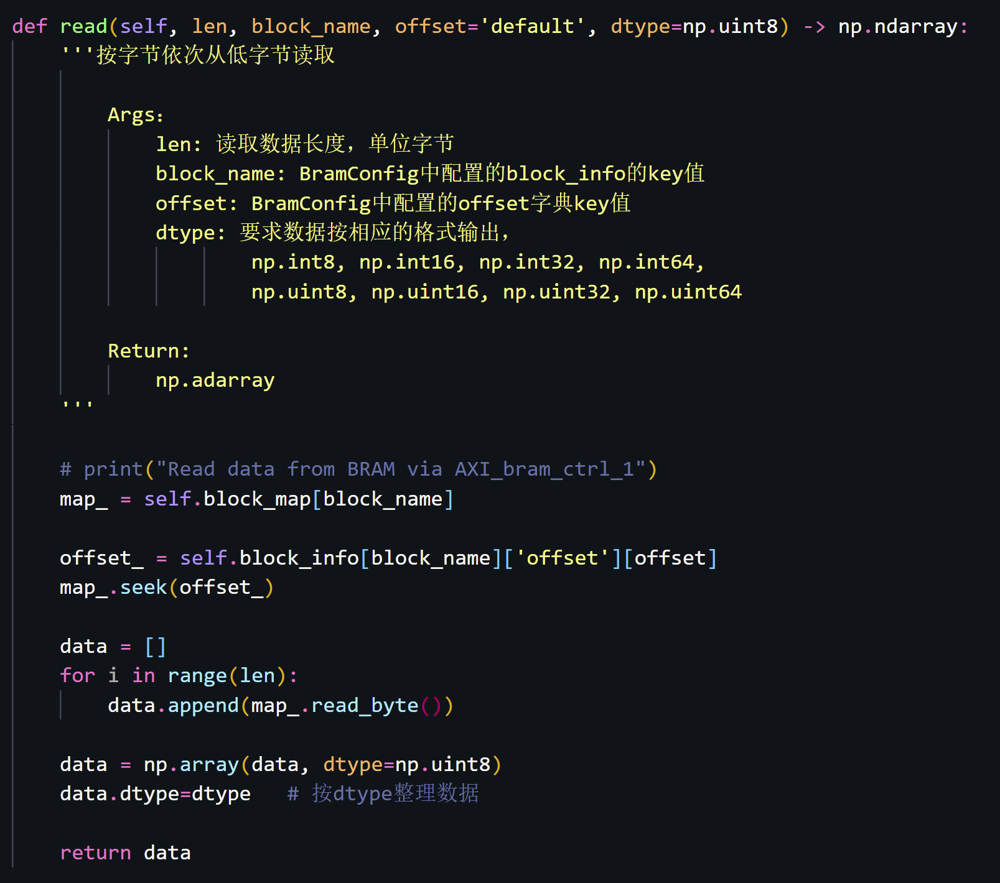 def read(self, len, block_name, offset='default', dtype=np.uint8) -> np.ndarray:
'''按字节依次从低字节读取
Args：
len: 读取数据长度，单位字节
block_name: BramConfig中配置的block_info的key值
offset: BramConfig中配置的offset字典key值
dtype: 要求数据按相应的格式输出，
np.int8, np.int16, np.int32, np.int64,
np.uint8, np.uint16, np.uint32, np.uint64
Return:
np.adarray
'''
# print("Read data from BRAM via AXI_bram_ctrl_1")
map_ = self.block_map[block_name]
offset_ = self.block_info[block_name]['offset'][offset]
map_.seek(offset_)
data = []
for i in range(len):
data.append(map_.read_byte())
data = np.array(data, dtype=np.uint8)
data.dtype=dtype   # 按dtype整理数据
return data